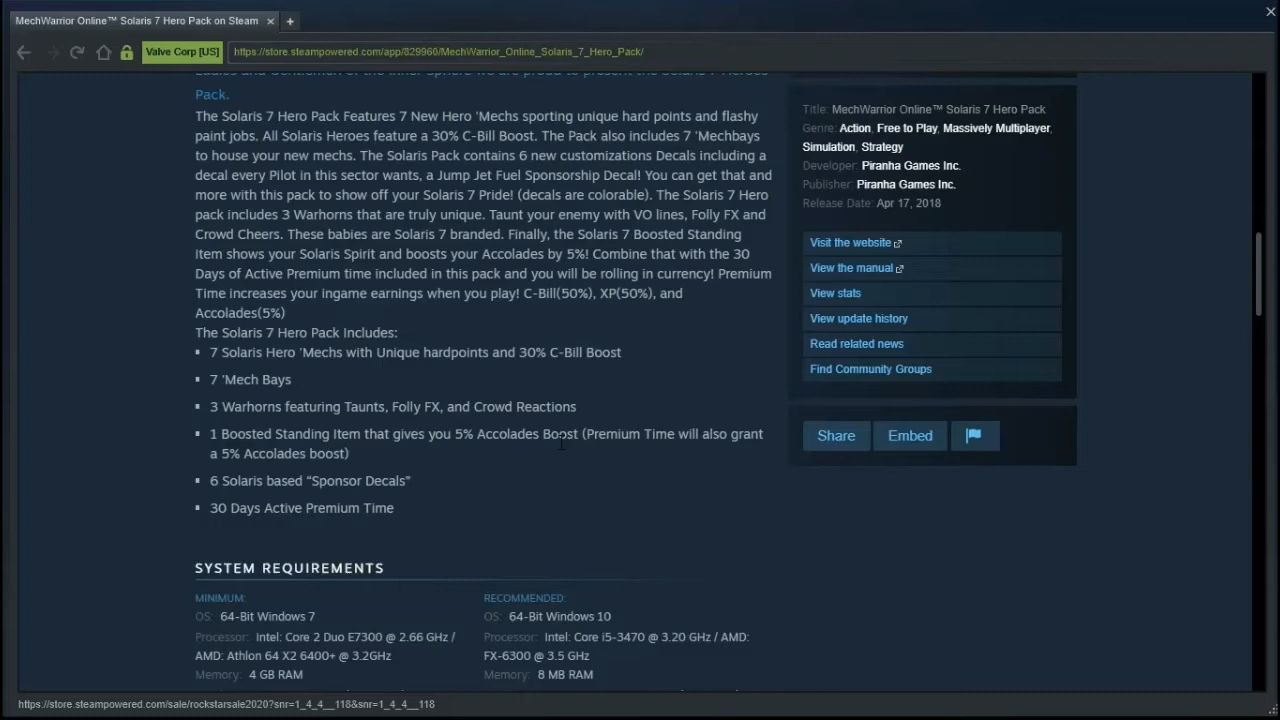 MechWarrior Online™ Solaris 7 Hero Pack on Steam
Valve Corp [US]
https://store.steampowered.com/app/829960/MechWarrior_Online_Solaris_7_Hero_Pack/
Ladies and Gentlemen of the Inner Sphere we are proud to present the Solaris 7 Heroes
Pack.
The Solaris 7 Hero Pack Features 7 New Hero 'Mechs sporting unique hard points and flashy
paint jobs. All Solaris Heroes feature a 30% C-Bill Boost. The Pack also includes 7 'Mechbays
to house your new mechs. The Solaris Pack contains 6 new customizations Decals including a
decal every Pilot in this sector wants, a Jump Jet Fuel Sponsorship Decal! You can get that and
more with this pack to show off your Solaris 7 Pride! (decals are colorable). The Solaris 7 Hero
pack includes 3 Warhorns that are truly unique. Taunt your enemy with VO lines, Folly FX and
Crowd Cheers. These babies are Solaris 7 branded. Finally, the Solaris 7 Boosted Standing
Item shows your Solaris Spirit and boosts your Accolades by 5%! Combine that with the 30
Days of Active Premium time included in this pack and you will be rolling in currency! Premium
Time increases your ingame earnings when you play! C-Bill(50%), XP(50%), and
Accolades(5%)
The Solaris 7 Hero Pack Includes:
▪ 7 Solaris Hero 'Mechs with Unique hardpoints and 30% C-Bill Boost
▪ 7 'Mech Bays
▪ 3 Warhorns featuring Taunts, Folly FX, and Crowd Reactions
▪ 1 Boosted Standing Item that gives you 5% Accolades Boost (Premium Time will also grant
a 5% Accolades boost)
▪ 6 Solaris based “Sponsor Decals”
▪ 30 Days Active Premium Time
SYSTEM REQUIREMENTS
MINIMUM:
OS: 64-Bit Windows 7
Processor: Intel: Core 2 Duo E7300 @ 2.66 GHz /
AMD: Athlon 64 X2 6400+ @ 3.2GHz
Memory: 4 GB RAM
RECOMMENDED:
OS: 64-Bit Windows 10
Processor: Intel: Core i5-3470 @ 3.20 GHz / AMD:
FX-6300 @ 3.5 GHz
Memory: 8 MB RAM
Title: MechWarrior Online™ Solaris 7 Hero Pack
Genre: Action, Free to Play, Massively Multiplayer,
Simulation, Strategy
Developer: Piranha Games Inc.
Publisher: Piranha Games Inc.
Release Date: Apr 17, 2018
Visit the website
View the manual
View stats
View update history
Read related news
Find Community Groups
Share
Embed
https://store.steampowered.com/sale/rockstarsale2020?snr=1_4_4__118&snr=1_4_4__118